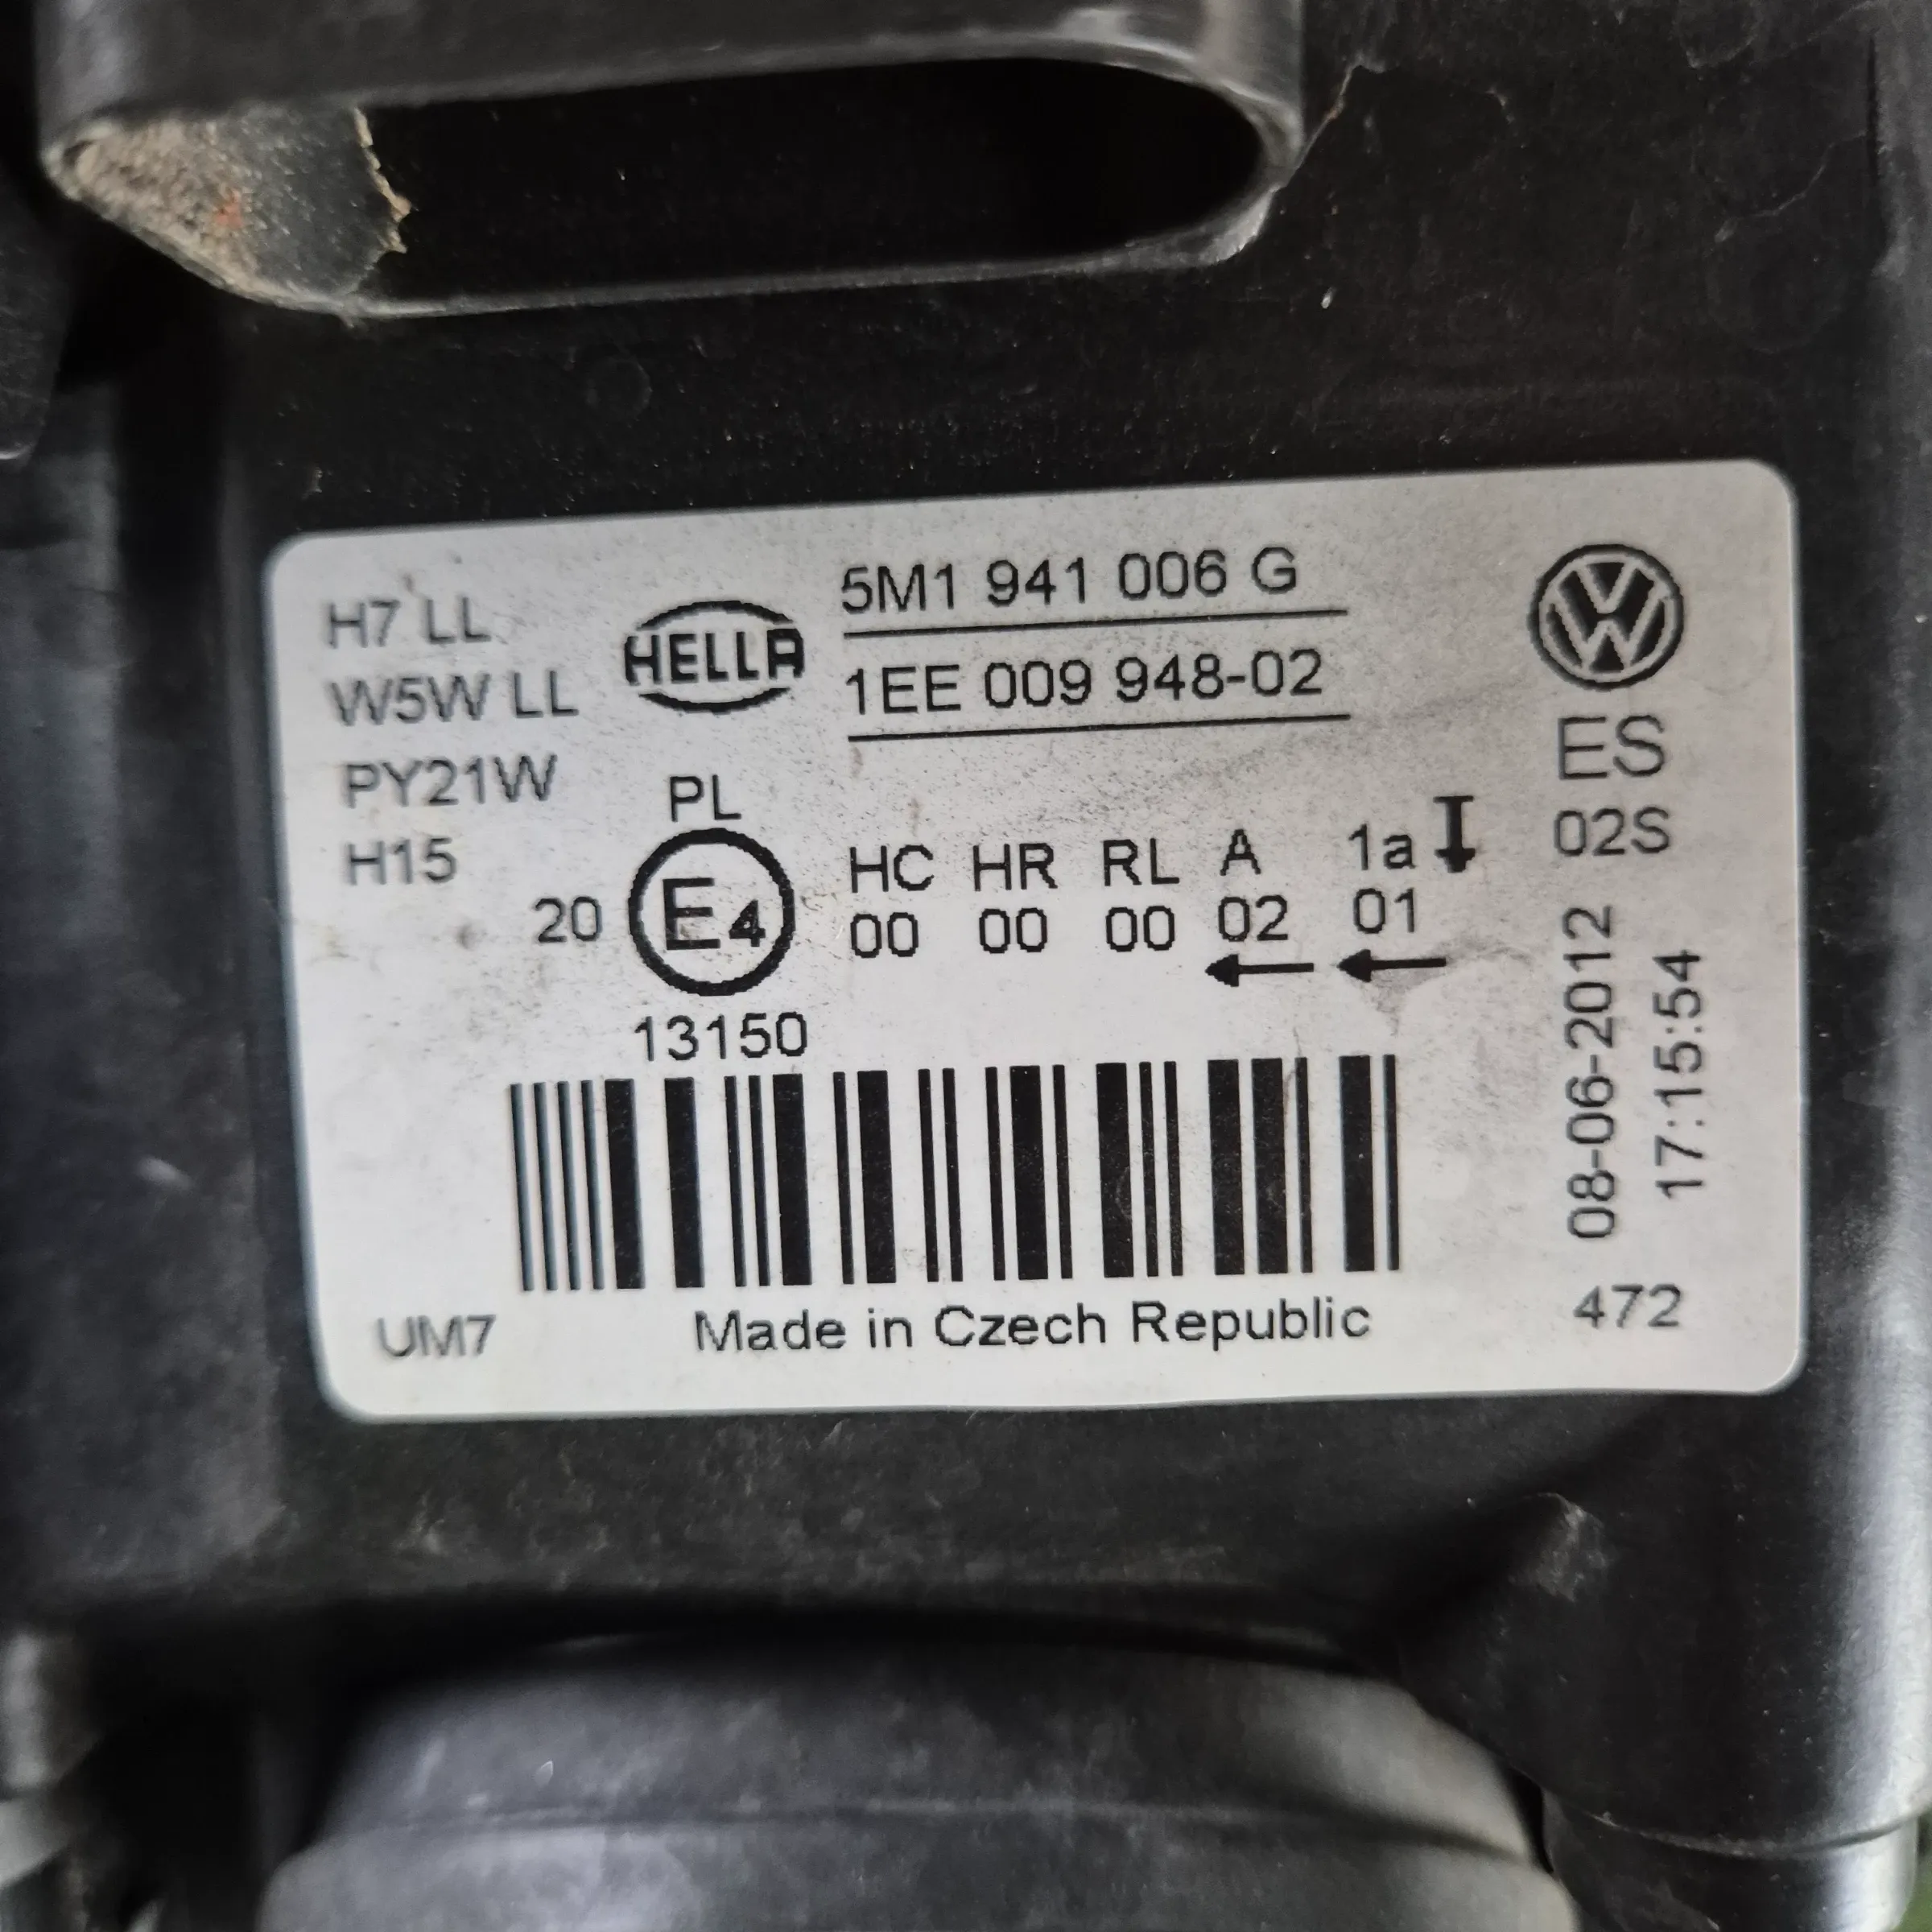 H7 LL
W5W LL
PY21W
H15
HELLA
5M1 941 006 G
1EE 009 948-02
PL
20 E4
13150
HC HR RL A 1a
00 00 00 02 01
VW
ES
02S
08-06-2012
17:15:54
UM7
Made in Czech Republic
472